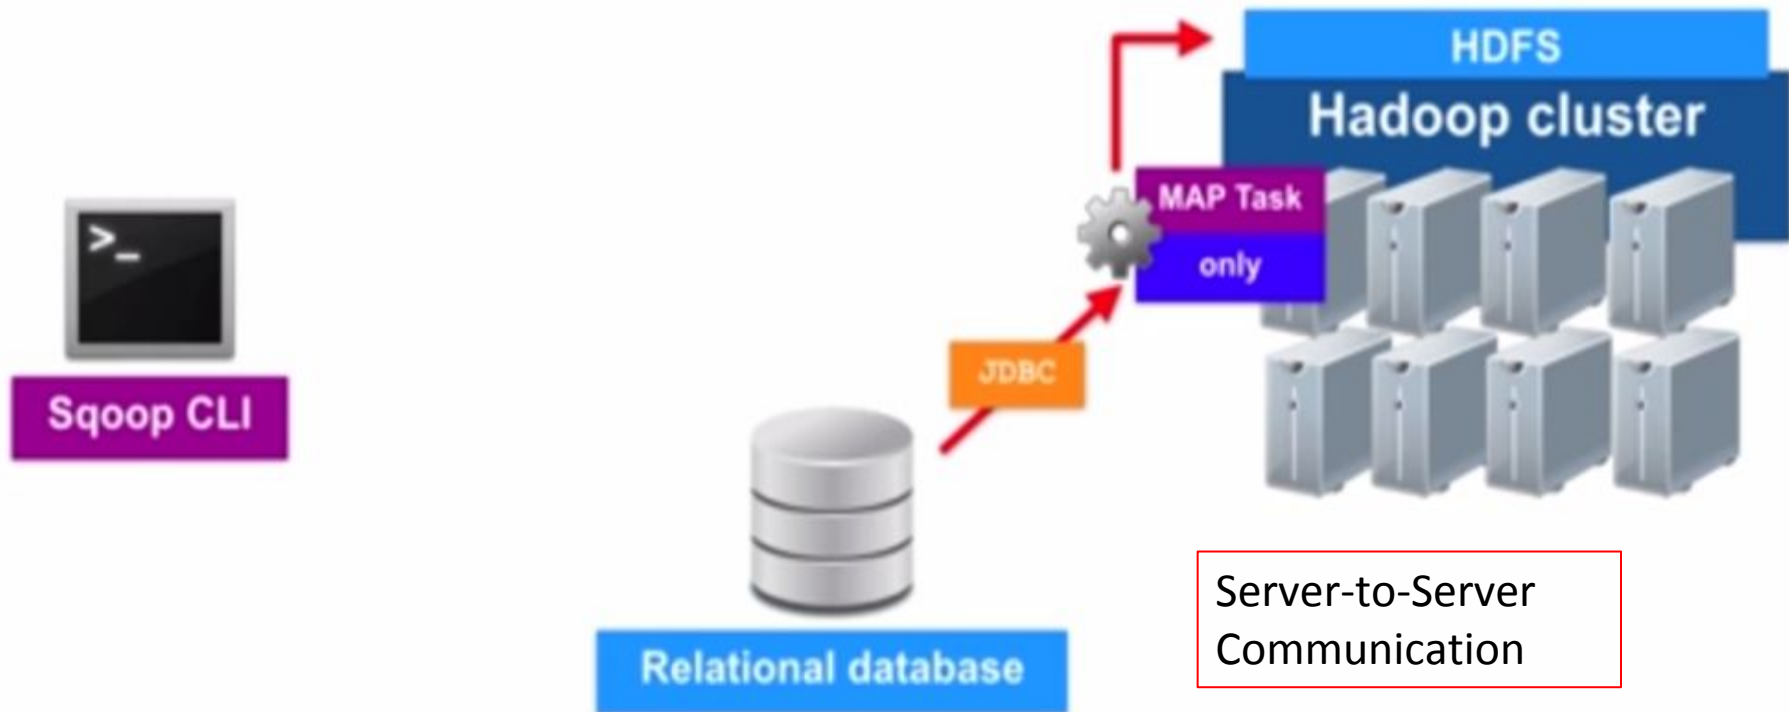 HDFS
Hadoop cluster
MAP Task
only
>_
JDBC
Sqoop CLI
Server-to-Server
Communication
Relational database